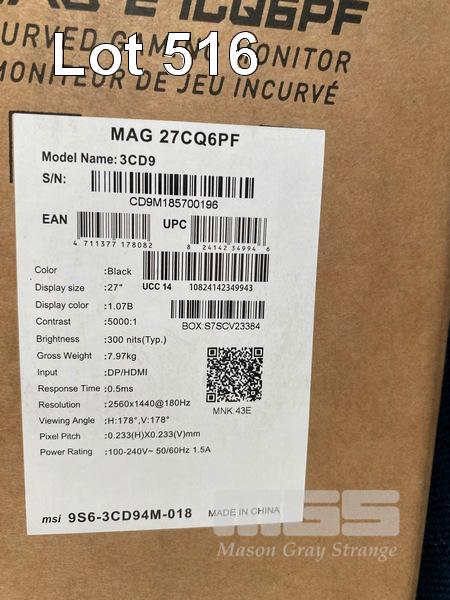 Lot 516
CURVED GAMING MONITOR
MONITEUR DE JEU INCURVÉ
MAG 27CQ6PF
Model Name: 3CD9
S/N:
CD9M185700196
EAN UPC
4 711377 178082 8 24142 34994 6
Color :Black UCC 14 10824142349943
Display size :27"
Display color :1.07B
Contrast :5000:1 BOX:S7SCV23384
Brightness :300 nits(Typ.)
Gross Weight :7.97kg
Input :DP/HDMI
Response Time :0.5ms
Resolution :2560x1440@180Hz MNK:43E
Viewing Angle :H:178°,V:178°
Pixel Pitch :0.233(H)X0.233(V)mm
Power Rating :100-240V~ 50/60Hz 1.5A
msi 9S6-3CD94M-018 MADE IN CHINA
MGS
Mason Gray Strange